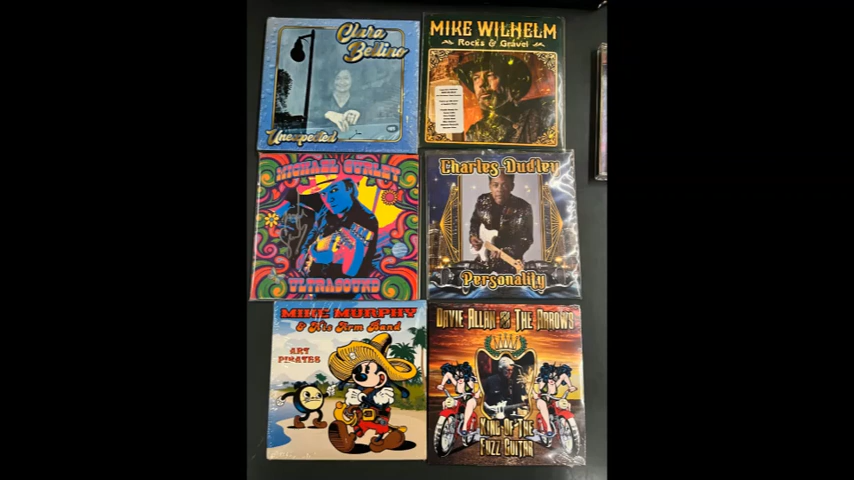 Clara
Bellino
Unexpected
MIKE WILHELM
Rocks & Gravel
MICHAEL GURLEY
ULTRASOUND
Charles Dudley
Personality
MIKE MURPHY
& His Arm Band
ART
PIRATES
DAVIE ALLAN & THE ARROWS
KING OF THE
FUZZ GUITAR